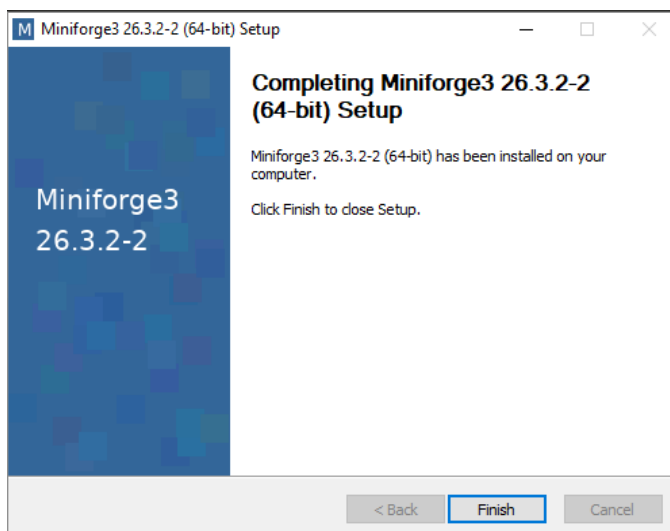 M Miniforge3 26.3.2-2 (64-bit) Setup
Completing Miniforge3 26.3.2-2
(64-bit) Setup
Miniforge3 26.3.2-2 (64-bit) has been installed on your
computer.
Click Finish to close Setup.
Miniforge3
26.3.2-2
< Back
Finish
Cancel